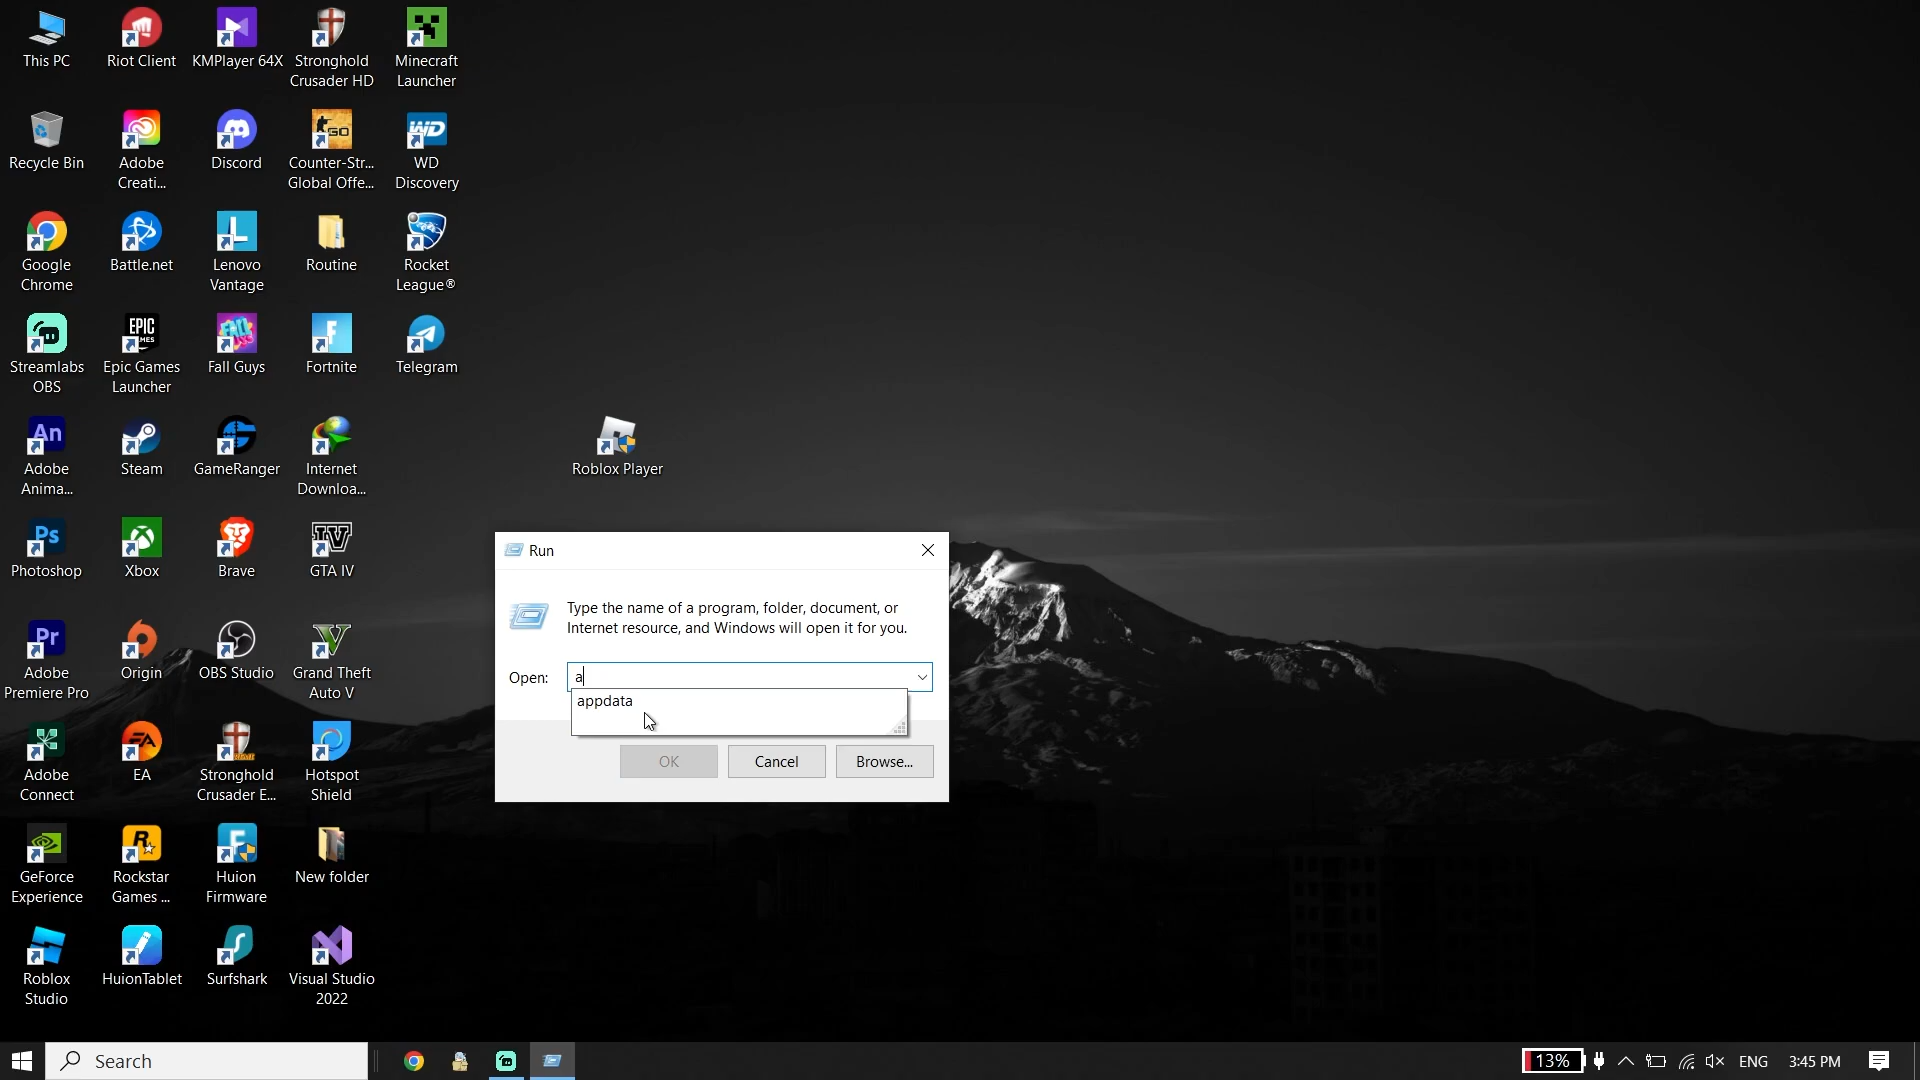 This PC
Riot Client
KMPlayer 64X
Stronghold
Crusader HD
Minecraft
Launcher
Recycle Bin
Adobe
Creati...
Discord
Counter-Str...
Global Offe...
WD
Discovery
Google
Chrome
Battle.net
Lenovo
Vantage
Routine
Rocket
League®
Streamlabs
OBS
Epic Games
Launcher
Fall Guys
Fortnite
Telegram
Adobe
Anima...
Steam
GameRanger
Internet
Downloa...
Roblox Player
Photoshop
Xbox
Brave
GTA IV
Adobe
Premiere Pro
Origin
OBS Studio
Grand Theft
Auto V
Adobe
Connect
EA
Stronghold
Crusader E...
Hotspot
Shield
GeForce
Experience
Rockstar
Games ...
Huion
Firmware
New folder
Roblox
Studio
HuionTablet
Surfshark
Visual Studio
2022
Run
Type the name of a program, folder, document, or
Internet resource, and Windows will open it for you.
Open:
a
appdata
OK
Cancel
Browse...
Search
13%
ENG
3:45 PM